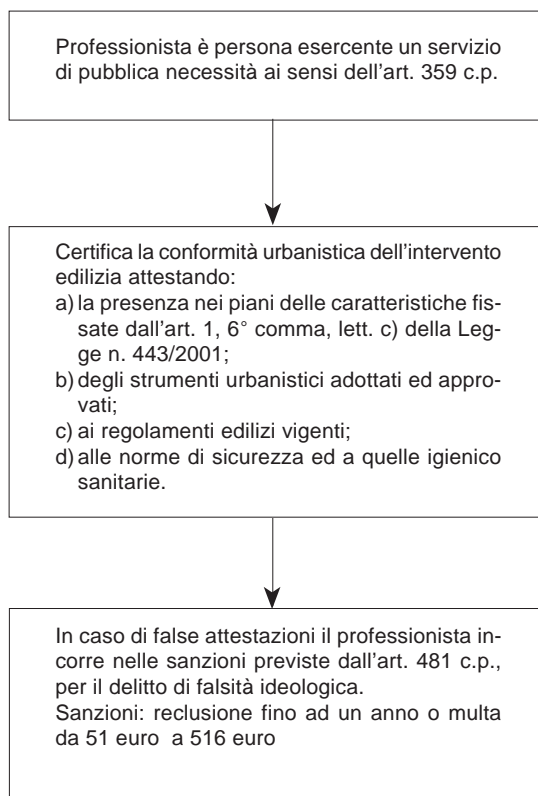 Professionista è persona esercente un servizio
di pubblica necessità ai sensi dell'art. 359 c.p.
Certifica la conformità urbanistica dell'intervento
edilizia attestando:
a) la presenza nei piani delle caratteristiche fis-
sate dall'art. 1, 6° comma, lett. c) della Leg-
ge n. 443/2001;
b) degli strumenti urbanistici adottati ed appro-
vati;
c) ai regolamenti edilizi vigenti;
d) alle norme di sicurezza ed a quelle igienico
sanitarie.
In caso di false attestazioni il professionista in-
corre nelle sanzioni previste dall'art. 481 c.p.,
per il delitto di falsità ideologica.
Sanzioni: reclusione fino ad un anno o multa
da 51 euro a 516 euro